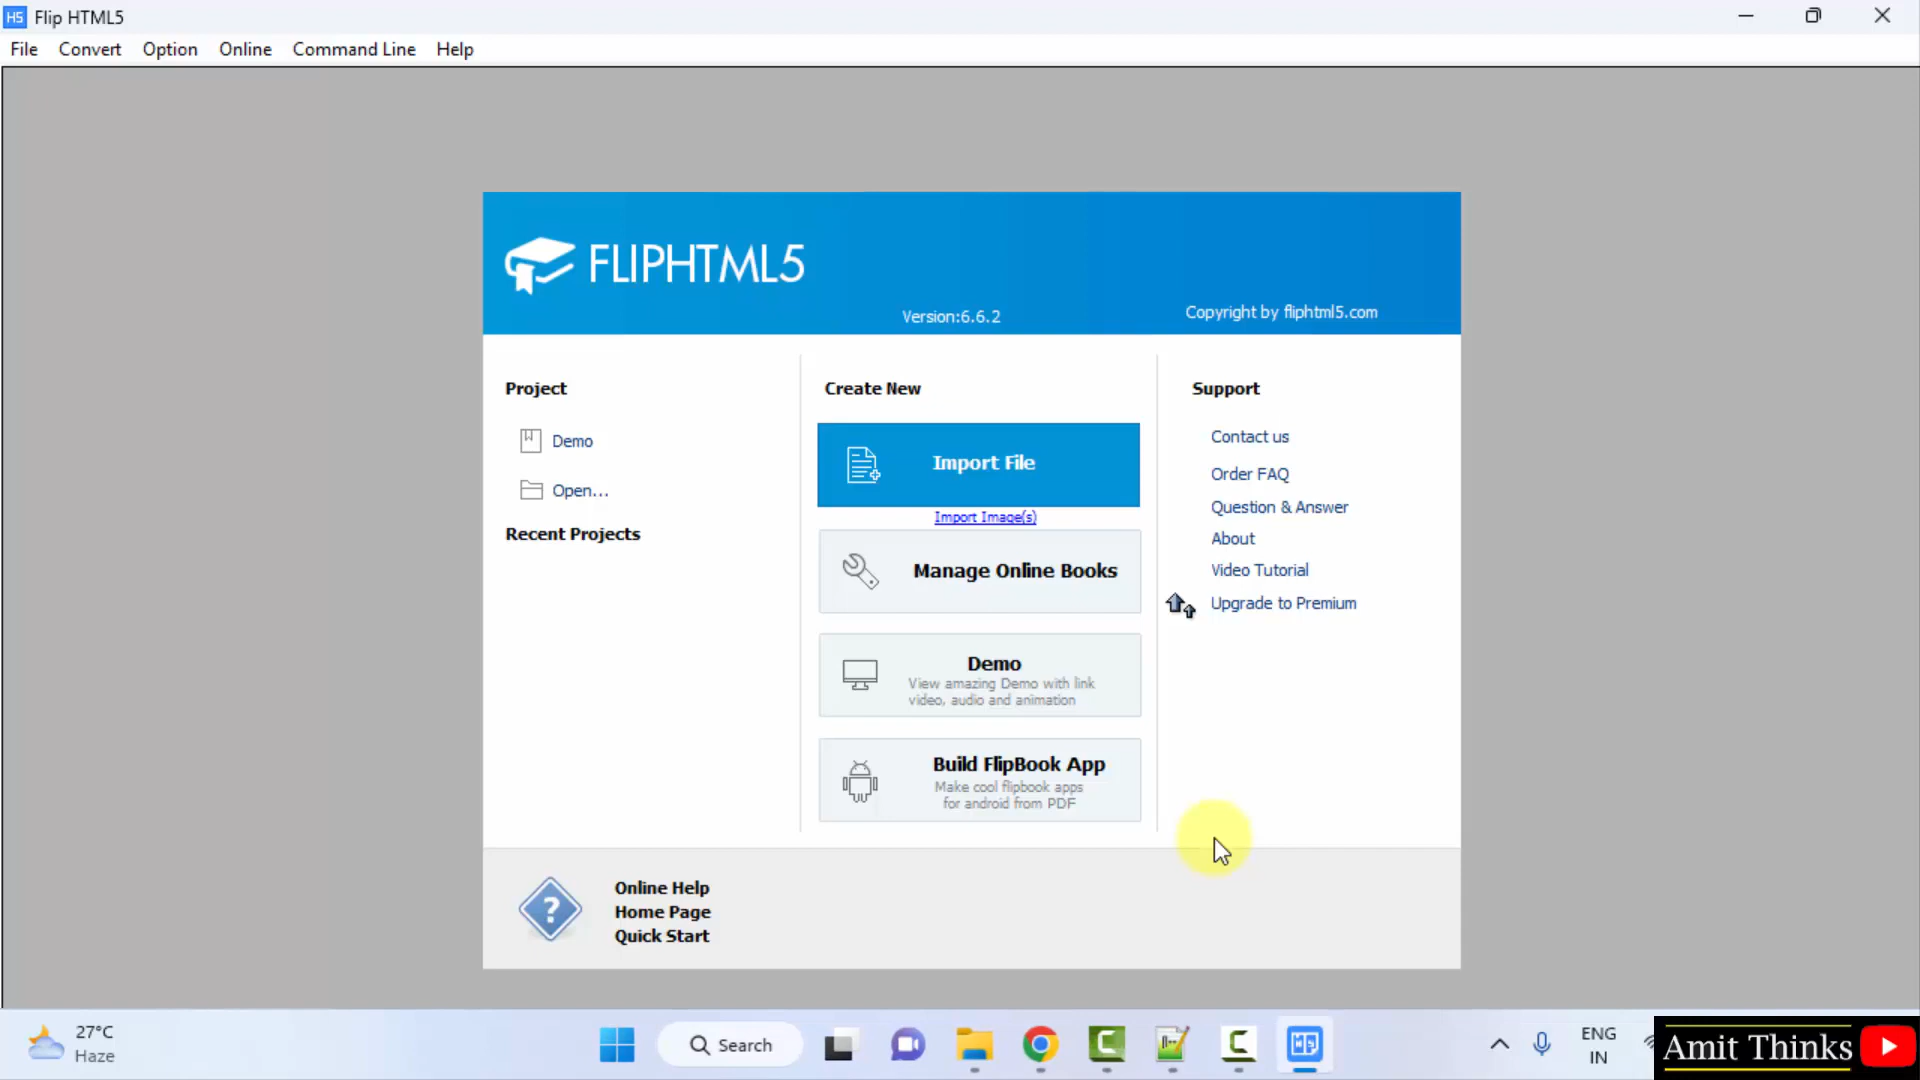 H5 Flip HTML5
File Convert Option Online Command Line Help
FLIPHTML5
Version:6.6.2
Copyright by fliphtml5.com
Project
Demo
Open...
Recent Projects
Create New
Import File
Import Image(s)
Manage Online Books
Demo
View amazing Demo with link
video, audio and animation
Build FlipBook App
Make cool flipbook apps
for android from PDF
Support
Contact us
Order FAQ
Question & Answer
About
Video Tutorial
Upgrade to Premium
?
Online Help
Home Page
Quick Start
27°C
Haze
Search
ENG
IN
Amit Thinks